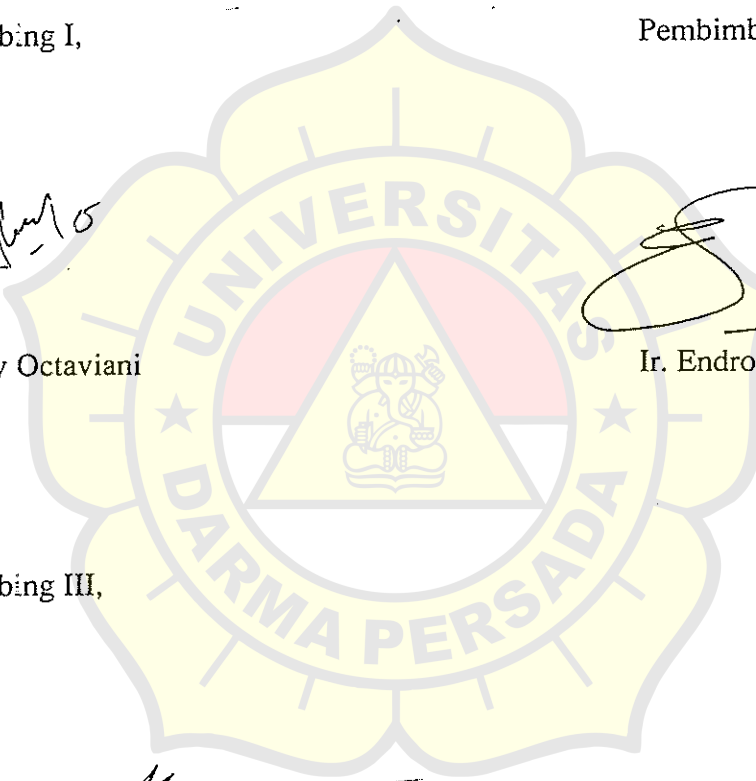 bing I,
Pembimb
UNIVERSITAS
y Octaviani
Ir. Endro
DARMA PERSADA
bing III,